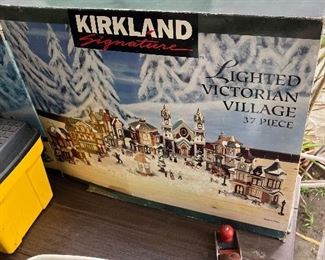 KIRKLAND
Signature
LIGHTED
VICTORIAN
VILLAGE
37 PIECE